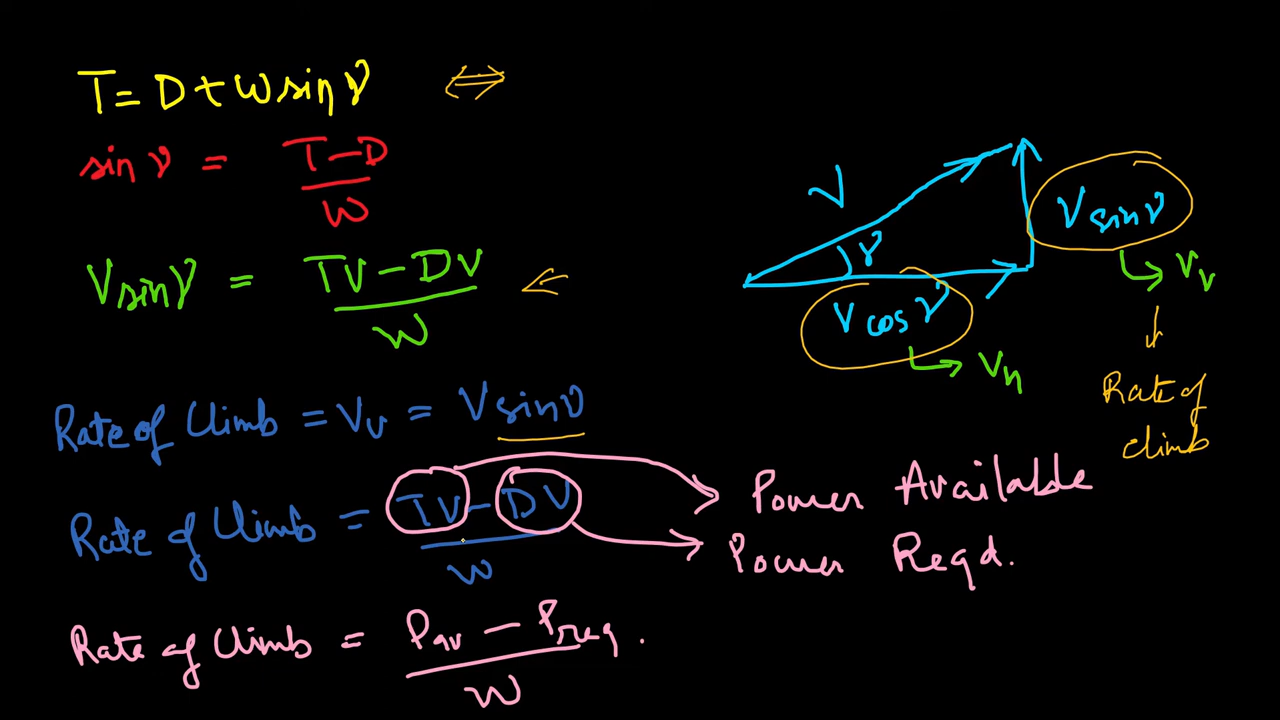 T = D + W sin γ ⇔
sin γ = T - D / W
V sin γ = TV - DV / W ⇐
Rate of Climb = Vv = V sin γ
Rate of Climb = TV - DV / W
Rate of Climb = Pav - Preq. / W
V
γ
V sin γ
Vv
V cos γ
Vh
Rate of
climb
Power Available
Power Reqd.